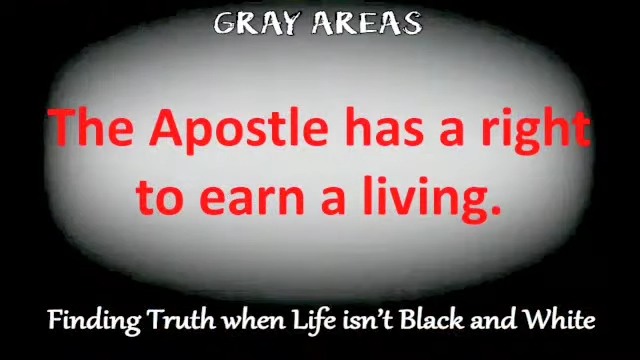 GRAY AREAS
The Apostle has a right
to earn a living.
Finding Truth when Life isn't Black and White